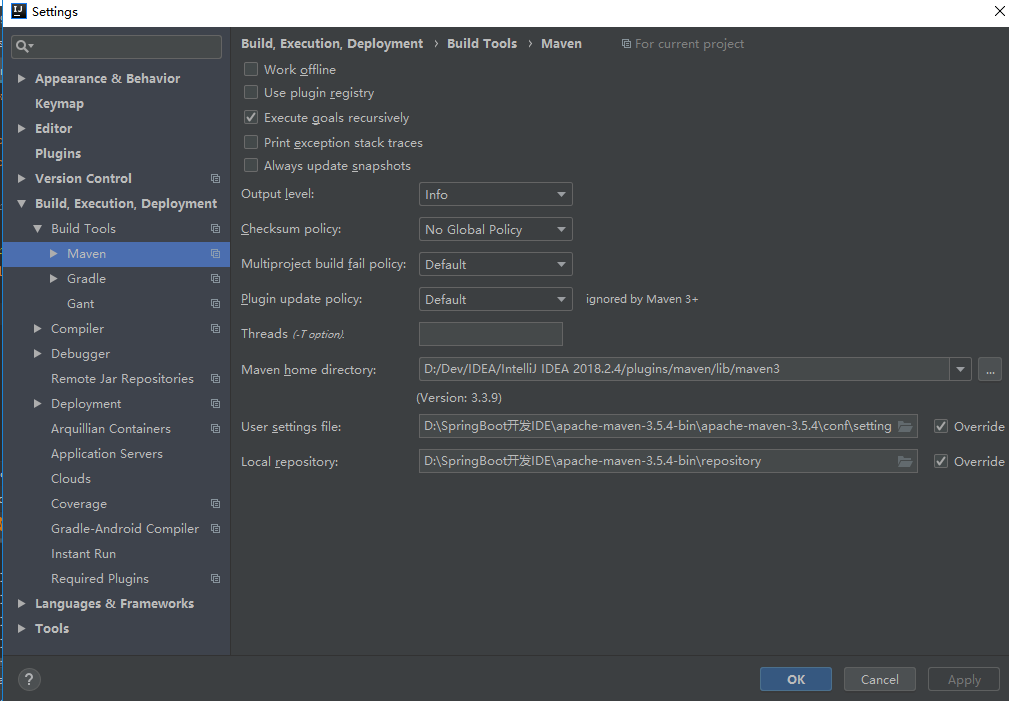 Settings
Build, Execution, Deployment › Build Tools › Maven For current project
Appearance & Behavior
Keymap
Editor
Plugins
Version Control
Build, Execution, Deployment
Build Tools
Maven
Gradle
Gant
Compiler
Debugger
Remote Jar Repositories
Deployment
Arquillian Containers
Application Servers
Clouds
Coverage
Gradle-Android Compiler
Instant Run
Required Plugins
Languages & Frameworks
Tools
Work offline
Use plugin registry
Execute goals recursively
Print exception stack traces
Always update snapshots
Output level: Info
Checksum policy: No Global Policy
Multiproject build fail policy: Default
Plugin update policy: Default ignored by Maven 3+
Threads (-T option).
Maven home directory: D:/Dev/IDEA/IntelliJ IDEA 2018.2.4/plugins/maven/lib/maven3 ...
(Version: 3.3.9)
User settings file: D:\SpringBoot开发IDE\apache-maven-3.5.4-bin\apache-maven-3.5.4\conf\setting Override
Local repository: D:\SpringBoot开发IDE\apache-maven-3.5.4-bin\repository Override
? OK Cancel Apply